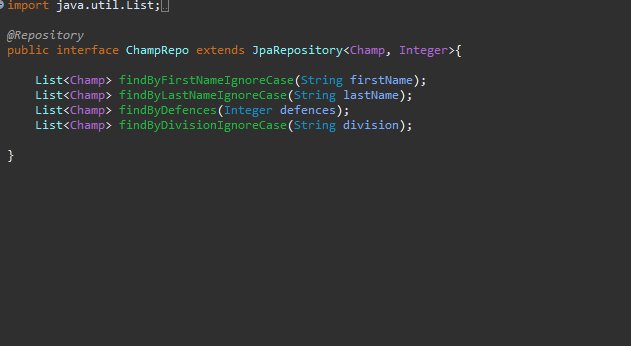 import java.util.List;
@Repository
public interface ChampRepo extends JpaRepository<Champ, Integer>{
List<Champ> findByFirstNameIgnoreCase(String firstName);
List<Champ> findByLastNameIgnoreCase(String lastName);
List<Champ> findByDefences(Integer defences);
List<Champ> findByDivisionIgnoreCase(String division);
}